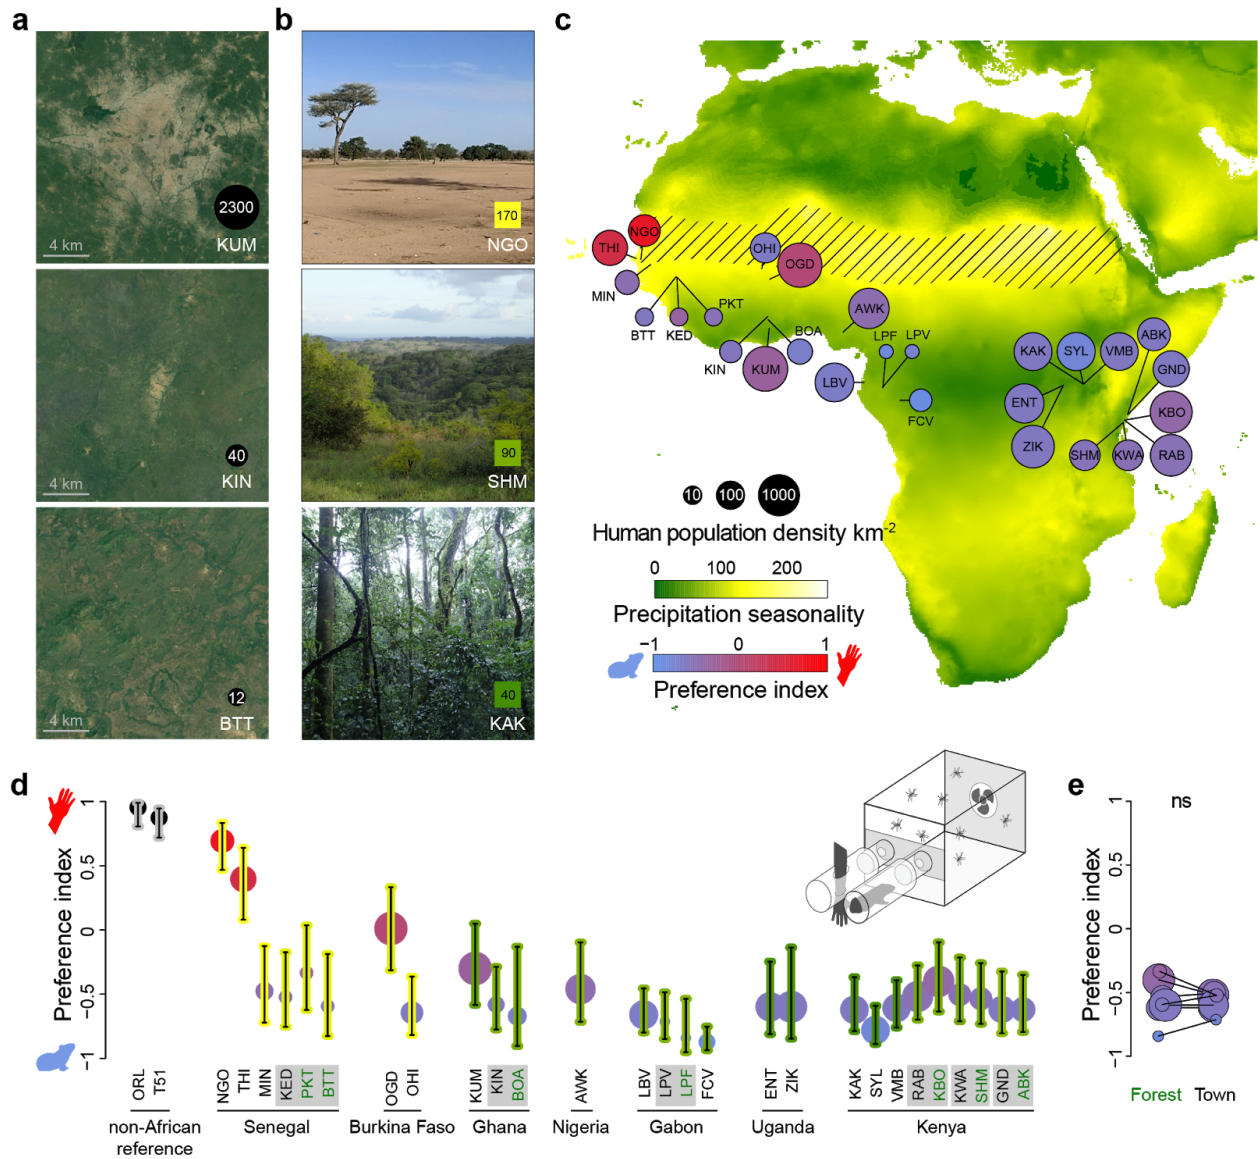 a
2300
4 km
KUM
40
4 km
KIN
12
4 km
BTT
b
170
NGO
90
SHM
40
KAK
c
NGO
THI
OHI
OGD
MIN
PKT
BTT
KED
AWK
BOA
LPF
LPV
KIN
KUM
LBV
FCV
KAK
SYL
VMB
ABK
GND
ENT
KBO
ZIK
SHM
KWA
RAB
10
100
1000
Human population density km-2
0
100
200
Precipitation seasonality
−1
0
1
Preference index
d
Preference index
1
0.5
0
−0.5
−1
ORL
T51
NGO
THI
MIN
KED
PKT
BTT
OGD
OHI
KUM
KIN
BOA
AWK
LBV
LPV
LPF
FCV
ENT
ZIK
KAK
SYL
VMB
RAB
KBO
KWA
SHM
GND
ABK
non-African
reference
Senegal
Burkina Faso
Ghana
Nigeria
Gabon
Uganda
Kenya
e
ns
Preference index
1
0.5
0
−0.5
−1
Forest
Town